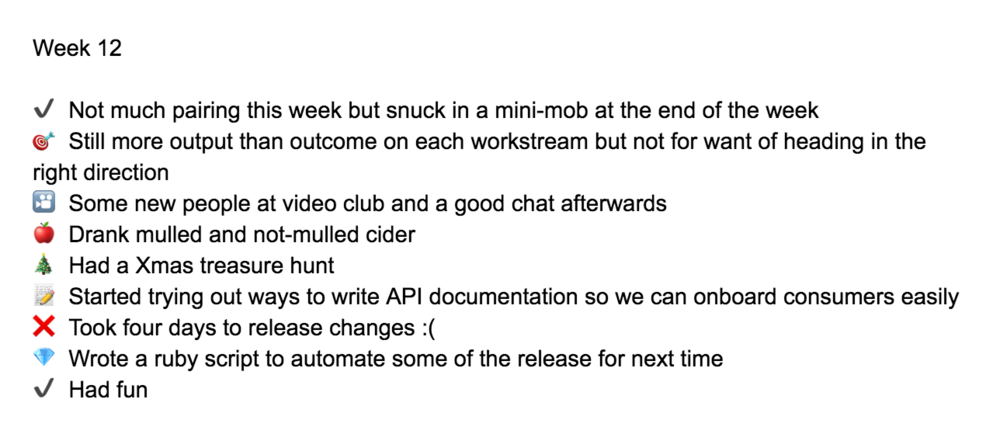 Week 12
✔ Not much pairing this week but snuck in a mini-mob at the end of the week
🎯 Still more output than outcome on each workstream but not for want of heading in the
right direction
🎦 Some new people at video club and a good chat afterwards
🍎 Drank mulled and not-mulled cider
🎄 Had a Xmas treasure hunt
📝 Started trying out ways to write API documentation so we can onboard consumers easily
❌ Took four days to release changes :(
💎 Wrote a ruby script to automate some of the release for next time
✔ Had fun